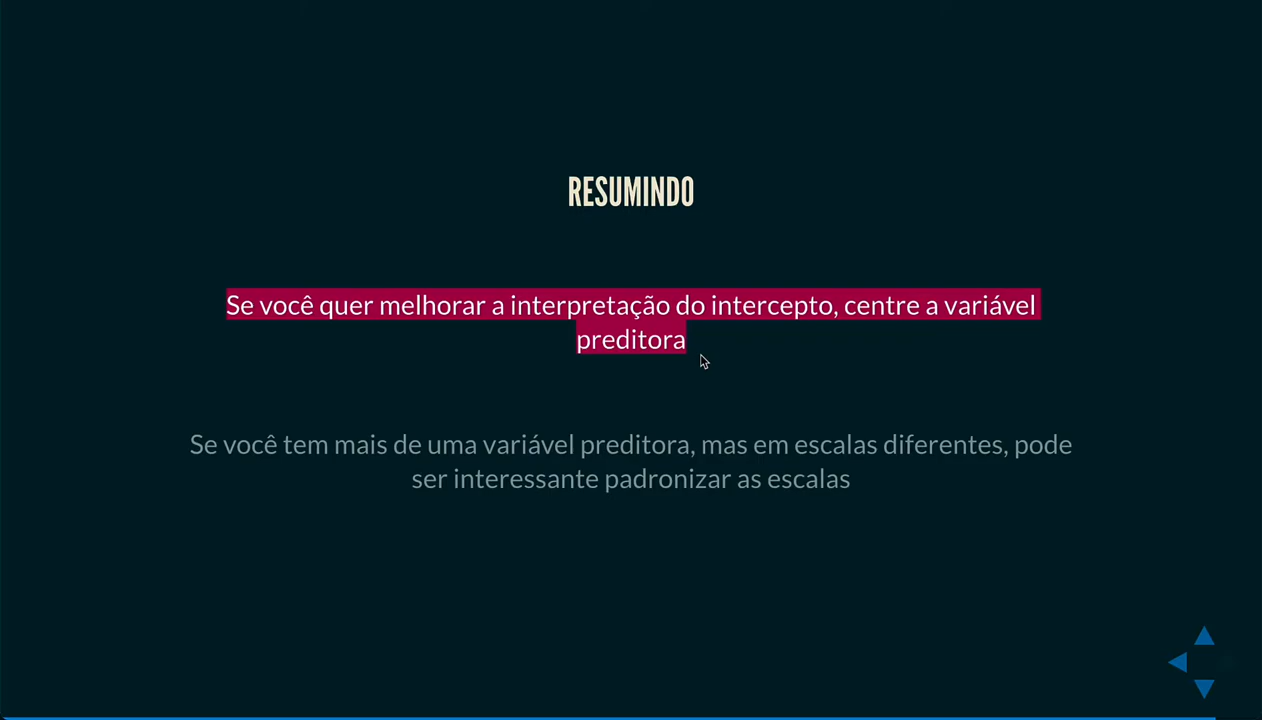 RESUMINDO
Se você quer melhorar a interpretação do intercepto, centre a variável
preditora
Se você tem mais de uma variável preditora, mas em escalas diferentes, pode
ser interessante padronizar as escalas